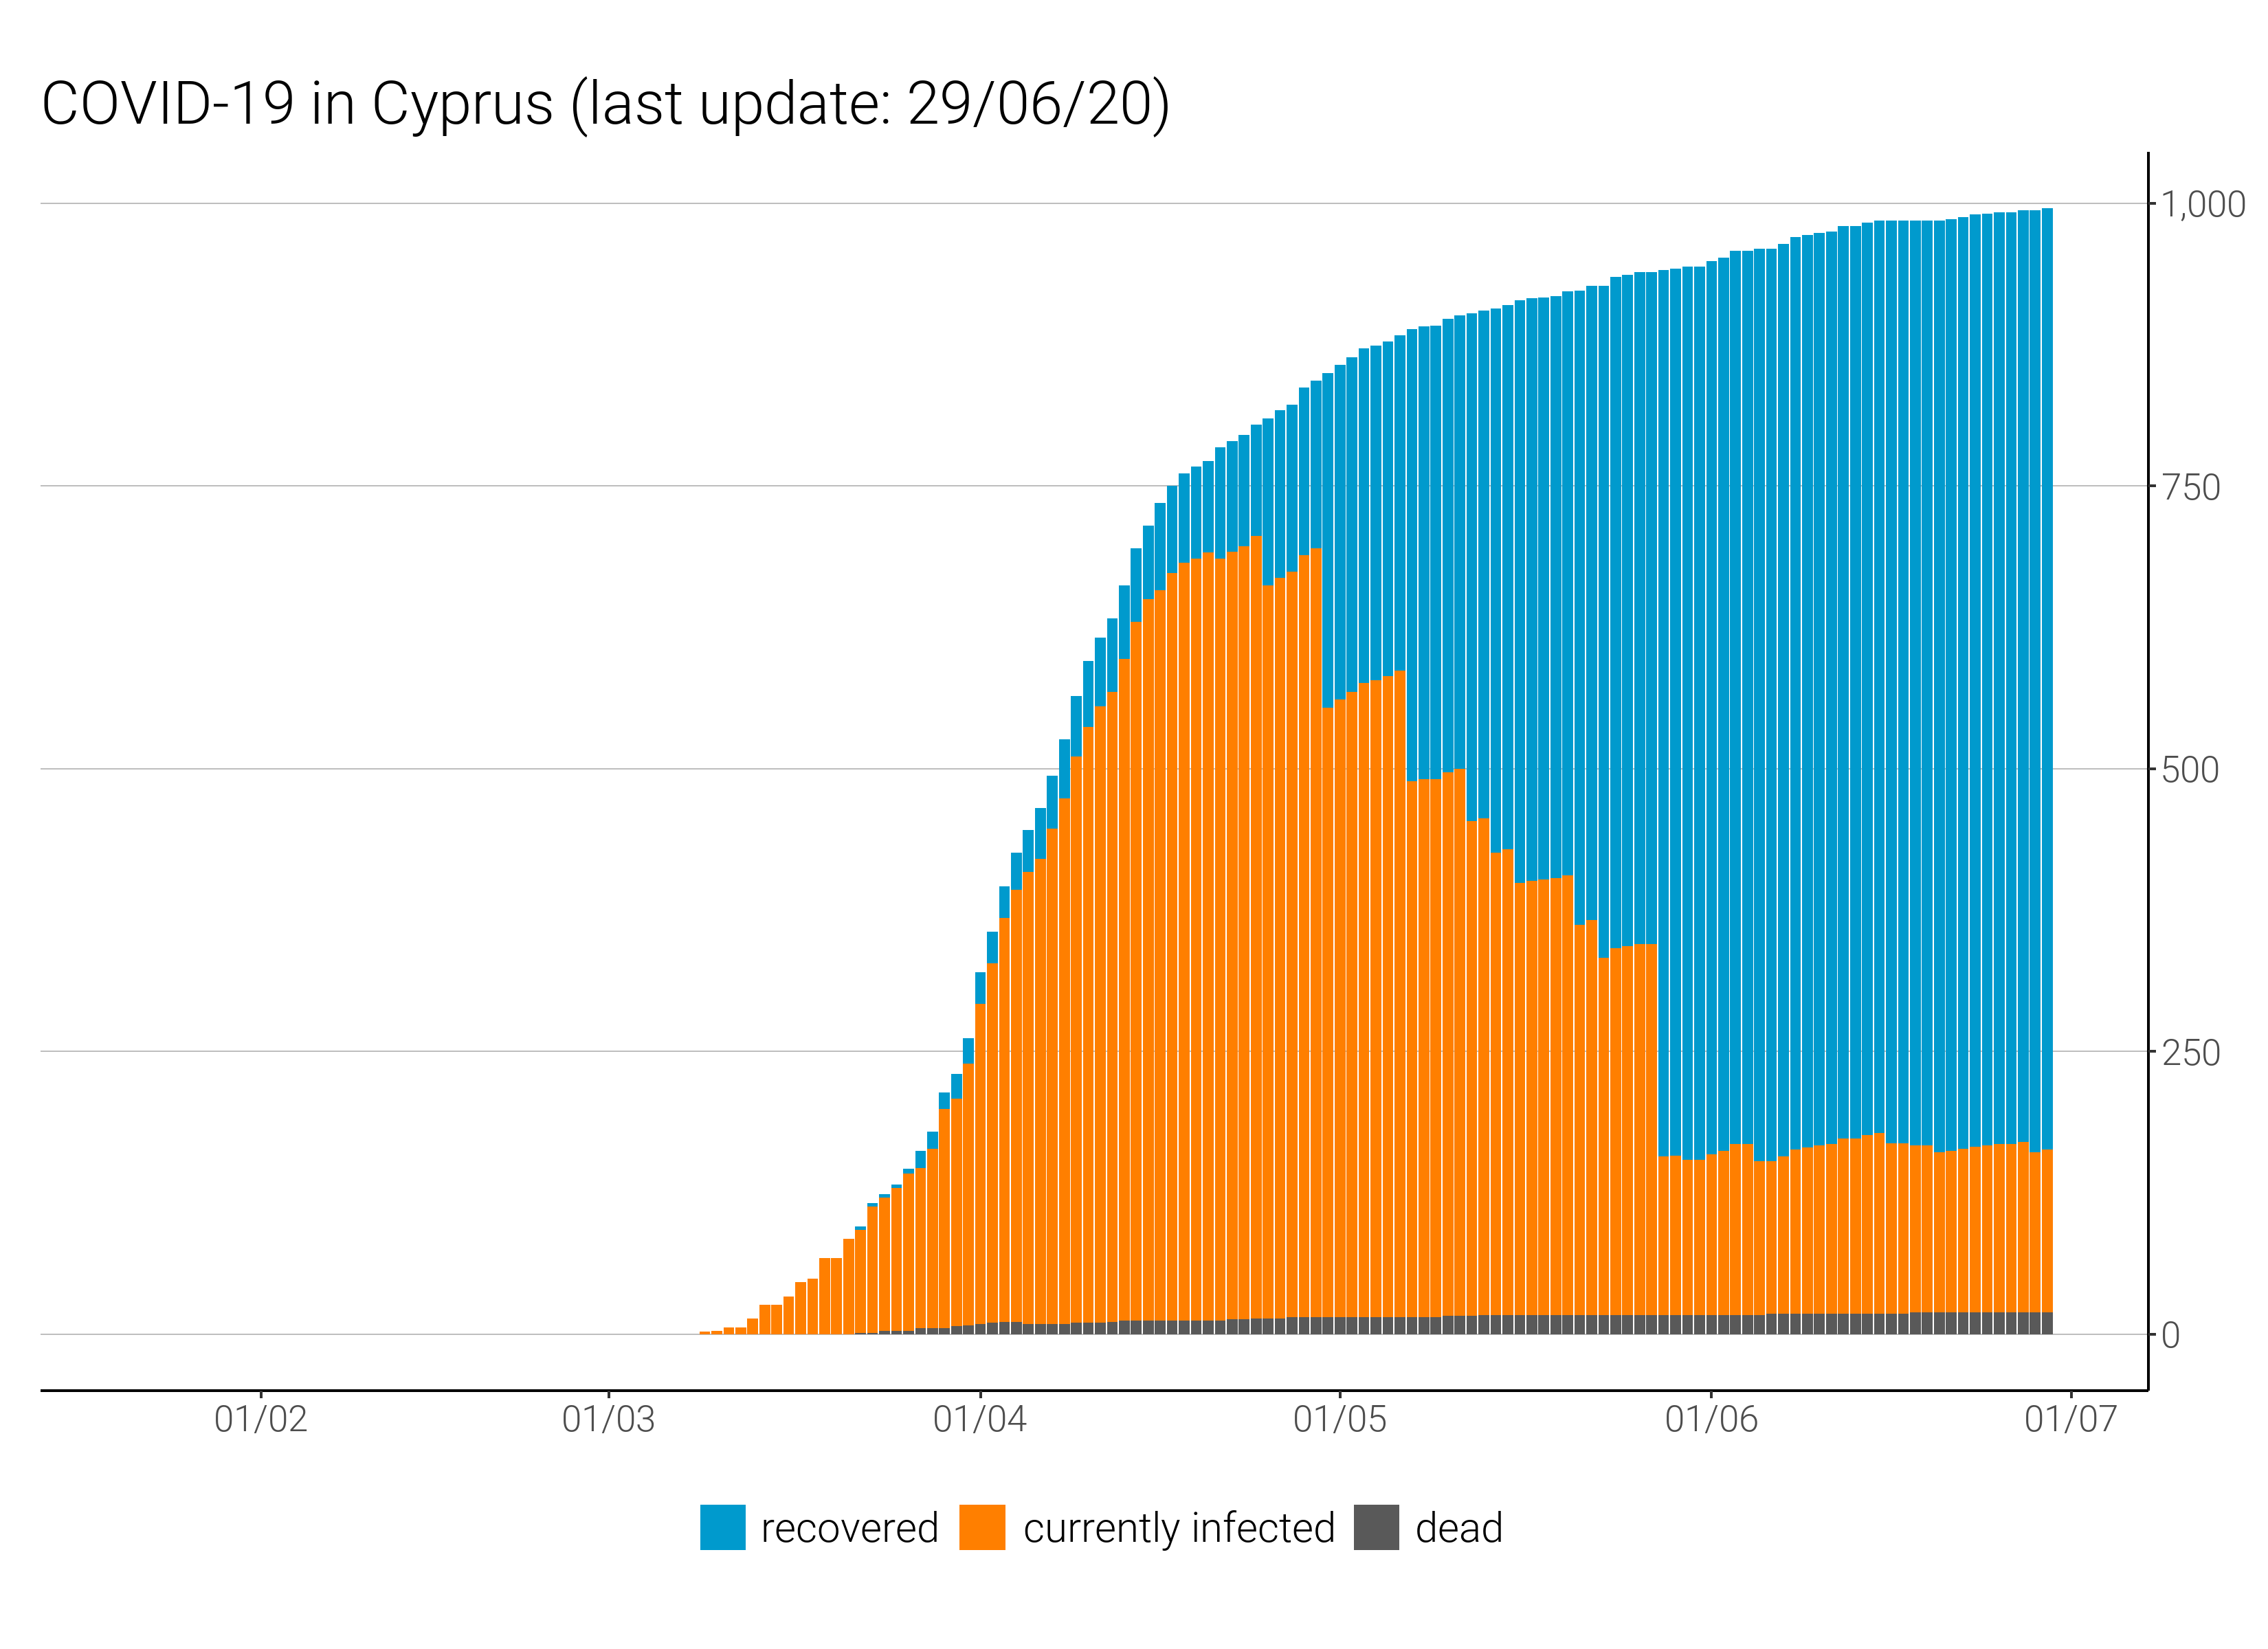 COVID-19 in Cyprus (last update: 29/06/20)
1,000
750
500
250
0
01/02 01/03 01/04 01/05 01/06 01/07
recovered currently infected dead